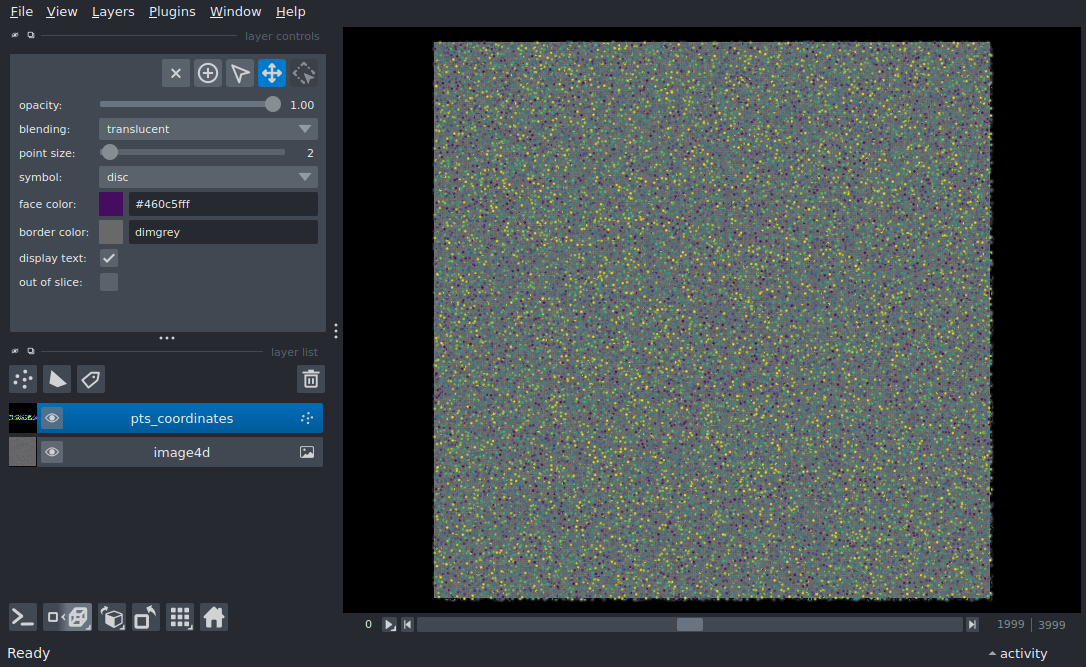 File View Layers Plugins Window Help
layer controls
opacity: 1.00
blending: translucent
point size: 2
symbol: disc
face color: #460c5fff
border color: dimgrey
display text:
out of slice:
layer list
pts_coordinates
image4d
0 1999 3999
Ready
activity